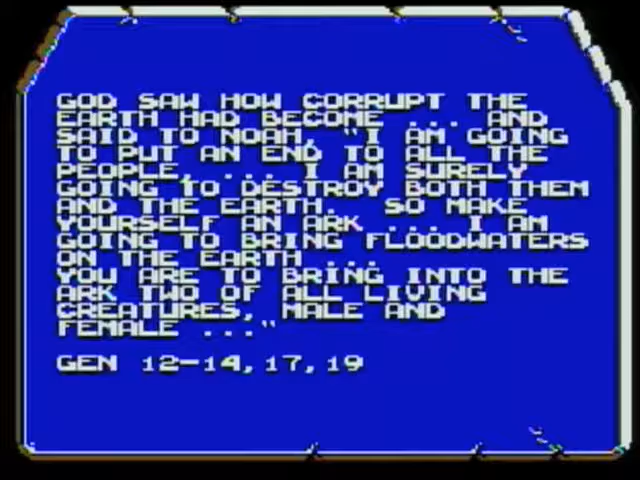 GOD SAW HOW CORRUPT THE
EARTH HAD BECOME ... AND
SAID TO NOAH, "I AM GOING
TO PUT AN END TO ALL THE
PEOPLE, ... I AM SURELY
GOING TO DESTROY BOTH THEM
AND THE EARTH. SO MAKE
YOURSELF AN ARK ... I AM
GOING TO BRING FLOODWATERS
ON THE EARTH ...
YOU ARE TO BRING INTO THE
ARK TWO OF ALL LIVING
CREATURES, MALE AND
FEMALE ..."
GEN 12-14,17,19